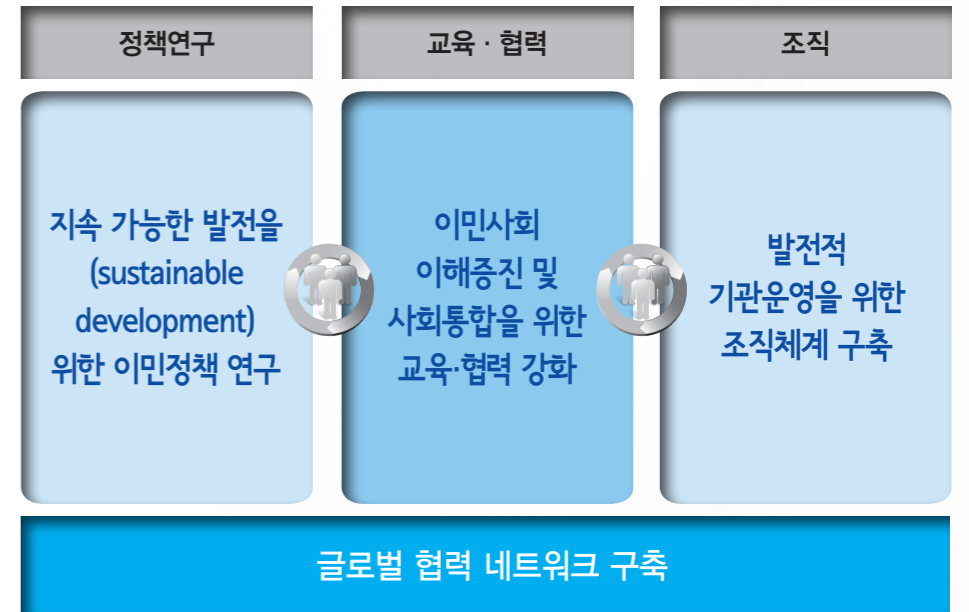 정책연구
교육 · 협력
조직
지속 가능한 발전을
(sustainable
development)
위한 이민정책 연구
이민사회
이해증진 및
사회통합을 위한
교육·협력 강화
발전적
기관운영을 위한
조직체계 구축
글로벌 협력 네트워크 구축